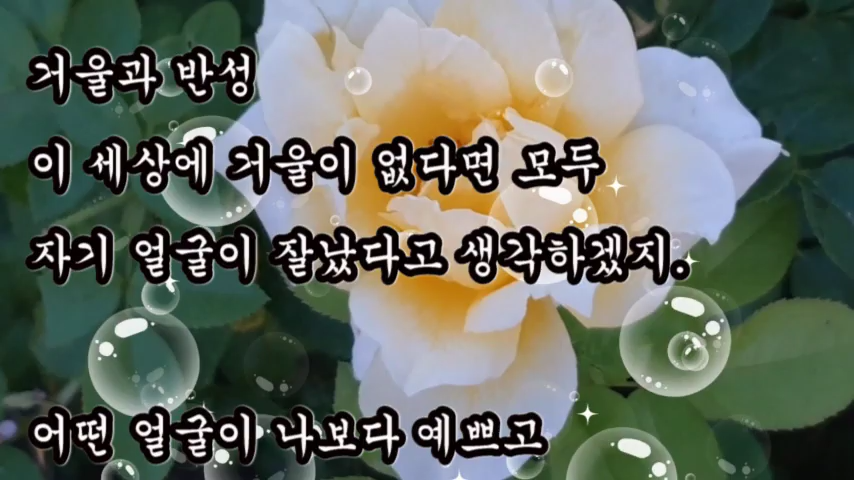 거울과 반성
이 세상에 거울이 없다면 모두
자기 얼굴이 잘났다고 생각하겠지.
어떤 얼굴이 나보다 예쁘고